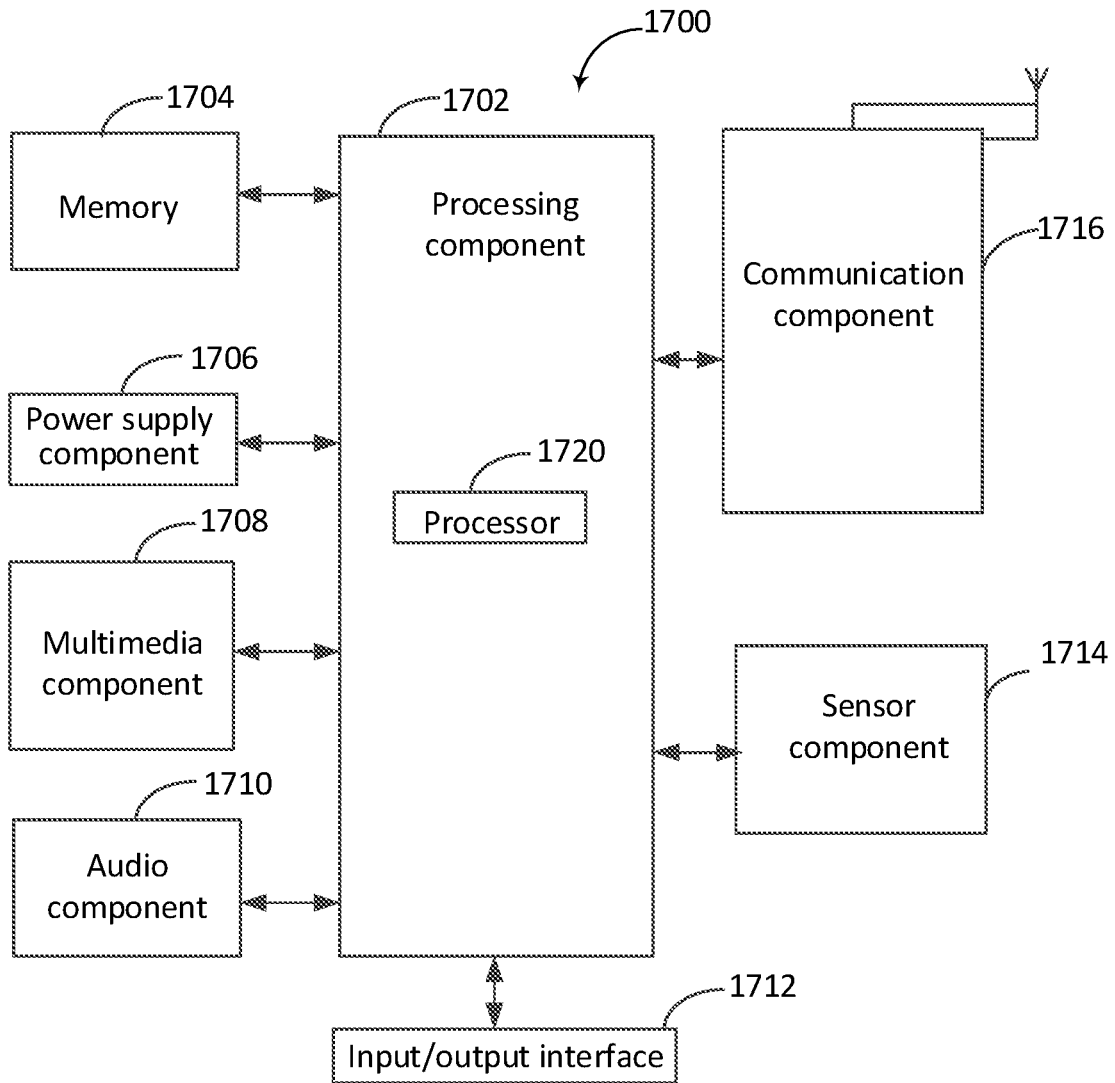 1700
1704
1702
Memory
Processing
component
1716
Communication
component
1706
Power supply
component
1720
Processor
1708
Multimedia
component
1714
Sensor
component
1710
Audio
component
1712
Input/output interface